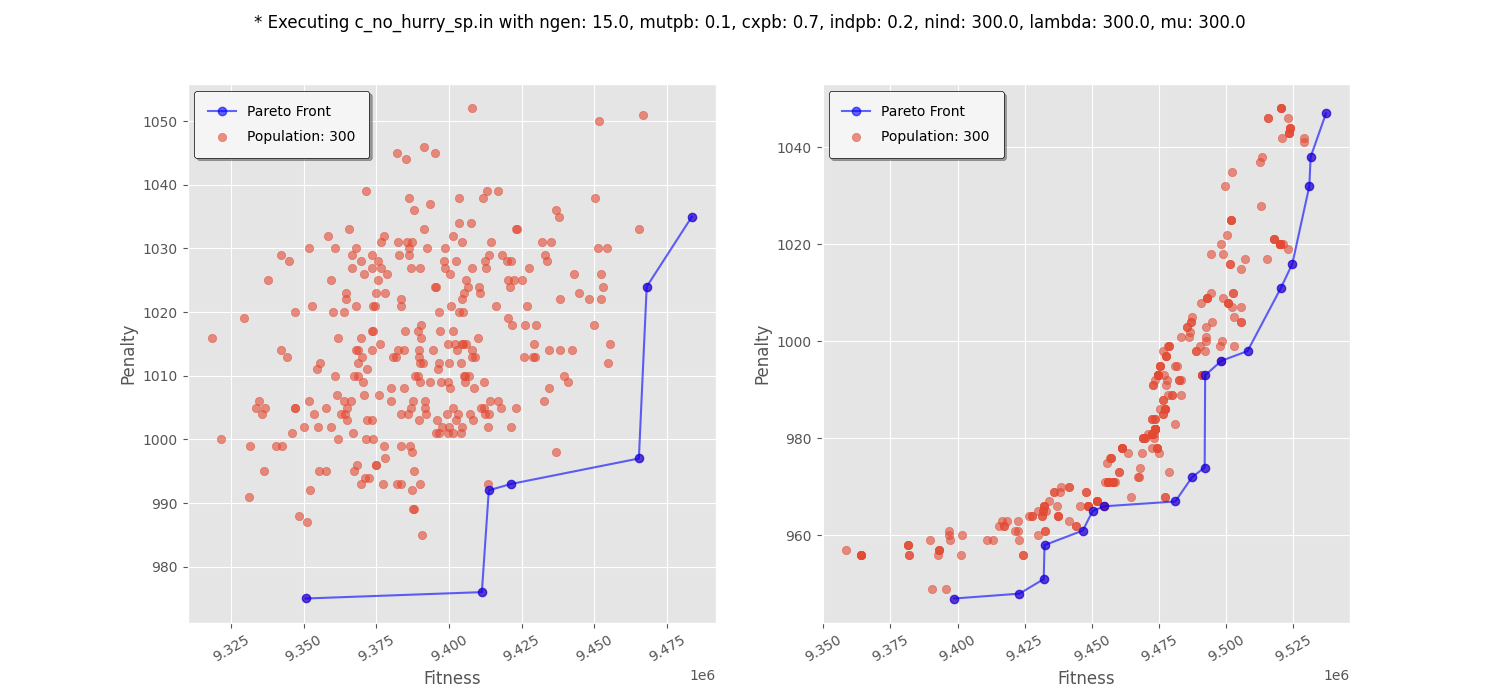 * Executing c_no_hurry_sp.in with ngen: 15.0, mutpb: 0.1, cxpb: 0.7, indpb: 0.2, nind: 300.0, lambda: 300.0, mu: 300.0
Pareto Front
Population: 300
Penalty
1050
1040
1030
1020
1010
1000
990
980
9.325
9.350
9.375
9.400
9.425
9.450
9.475
1e6
Fitness
Pareto Front
Population: 300
Penalty
1040
1020
1000
980
960
9.350
9.375
9.400
9.425
9.450
9.475
9.500
9.525
1e6
Fitness